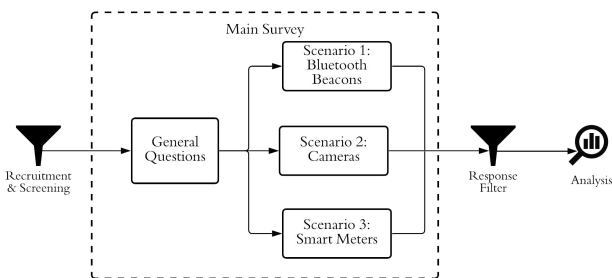 Main Survey
Recruitment
& Screening
General
Questions
Scenario 1:
Bluetooth
Beacons
Scenario 2:
Cameras
Scenario 3:
Smart Meters
Response
Filter
Analysis